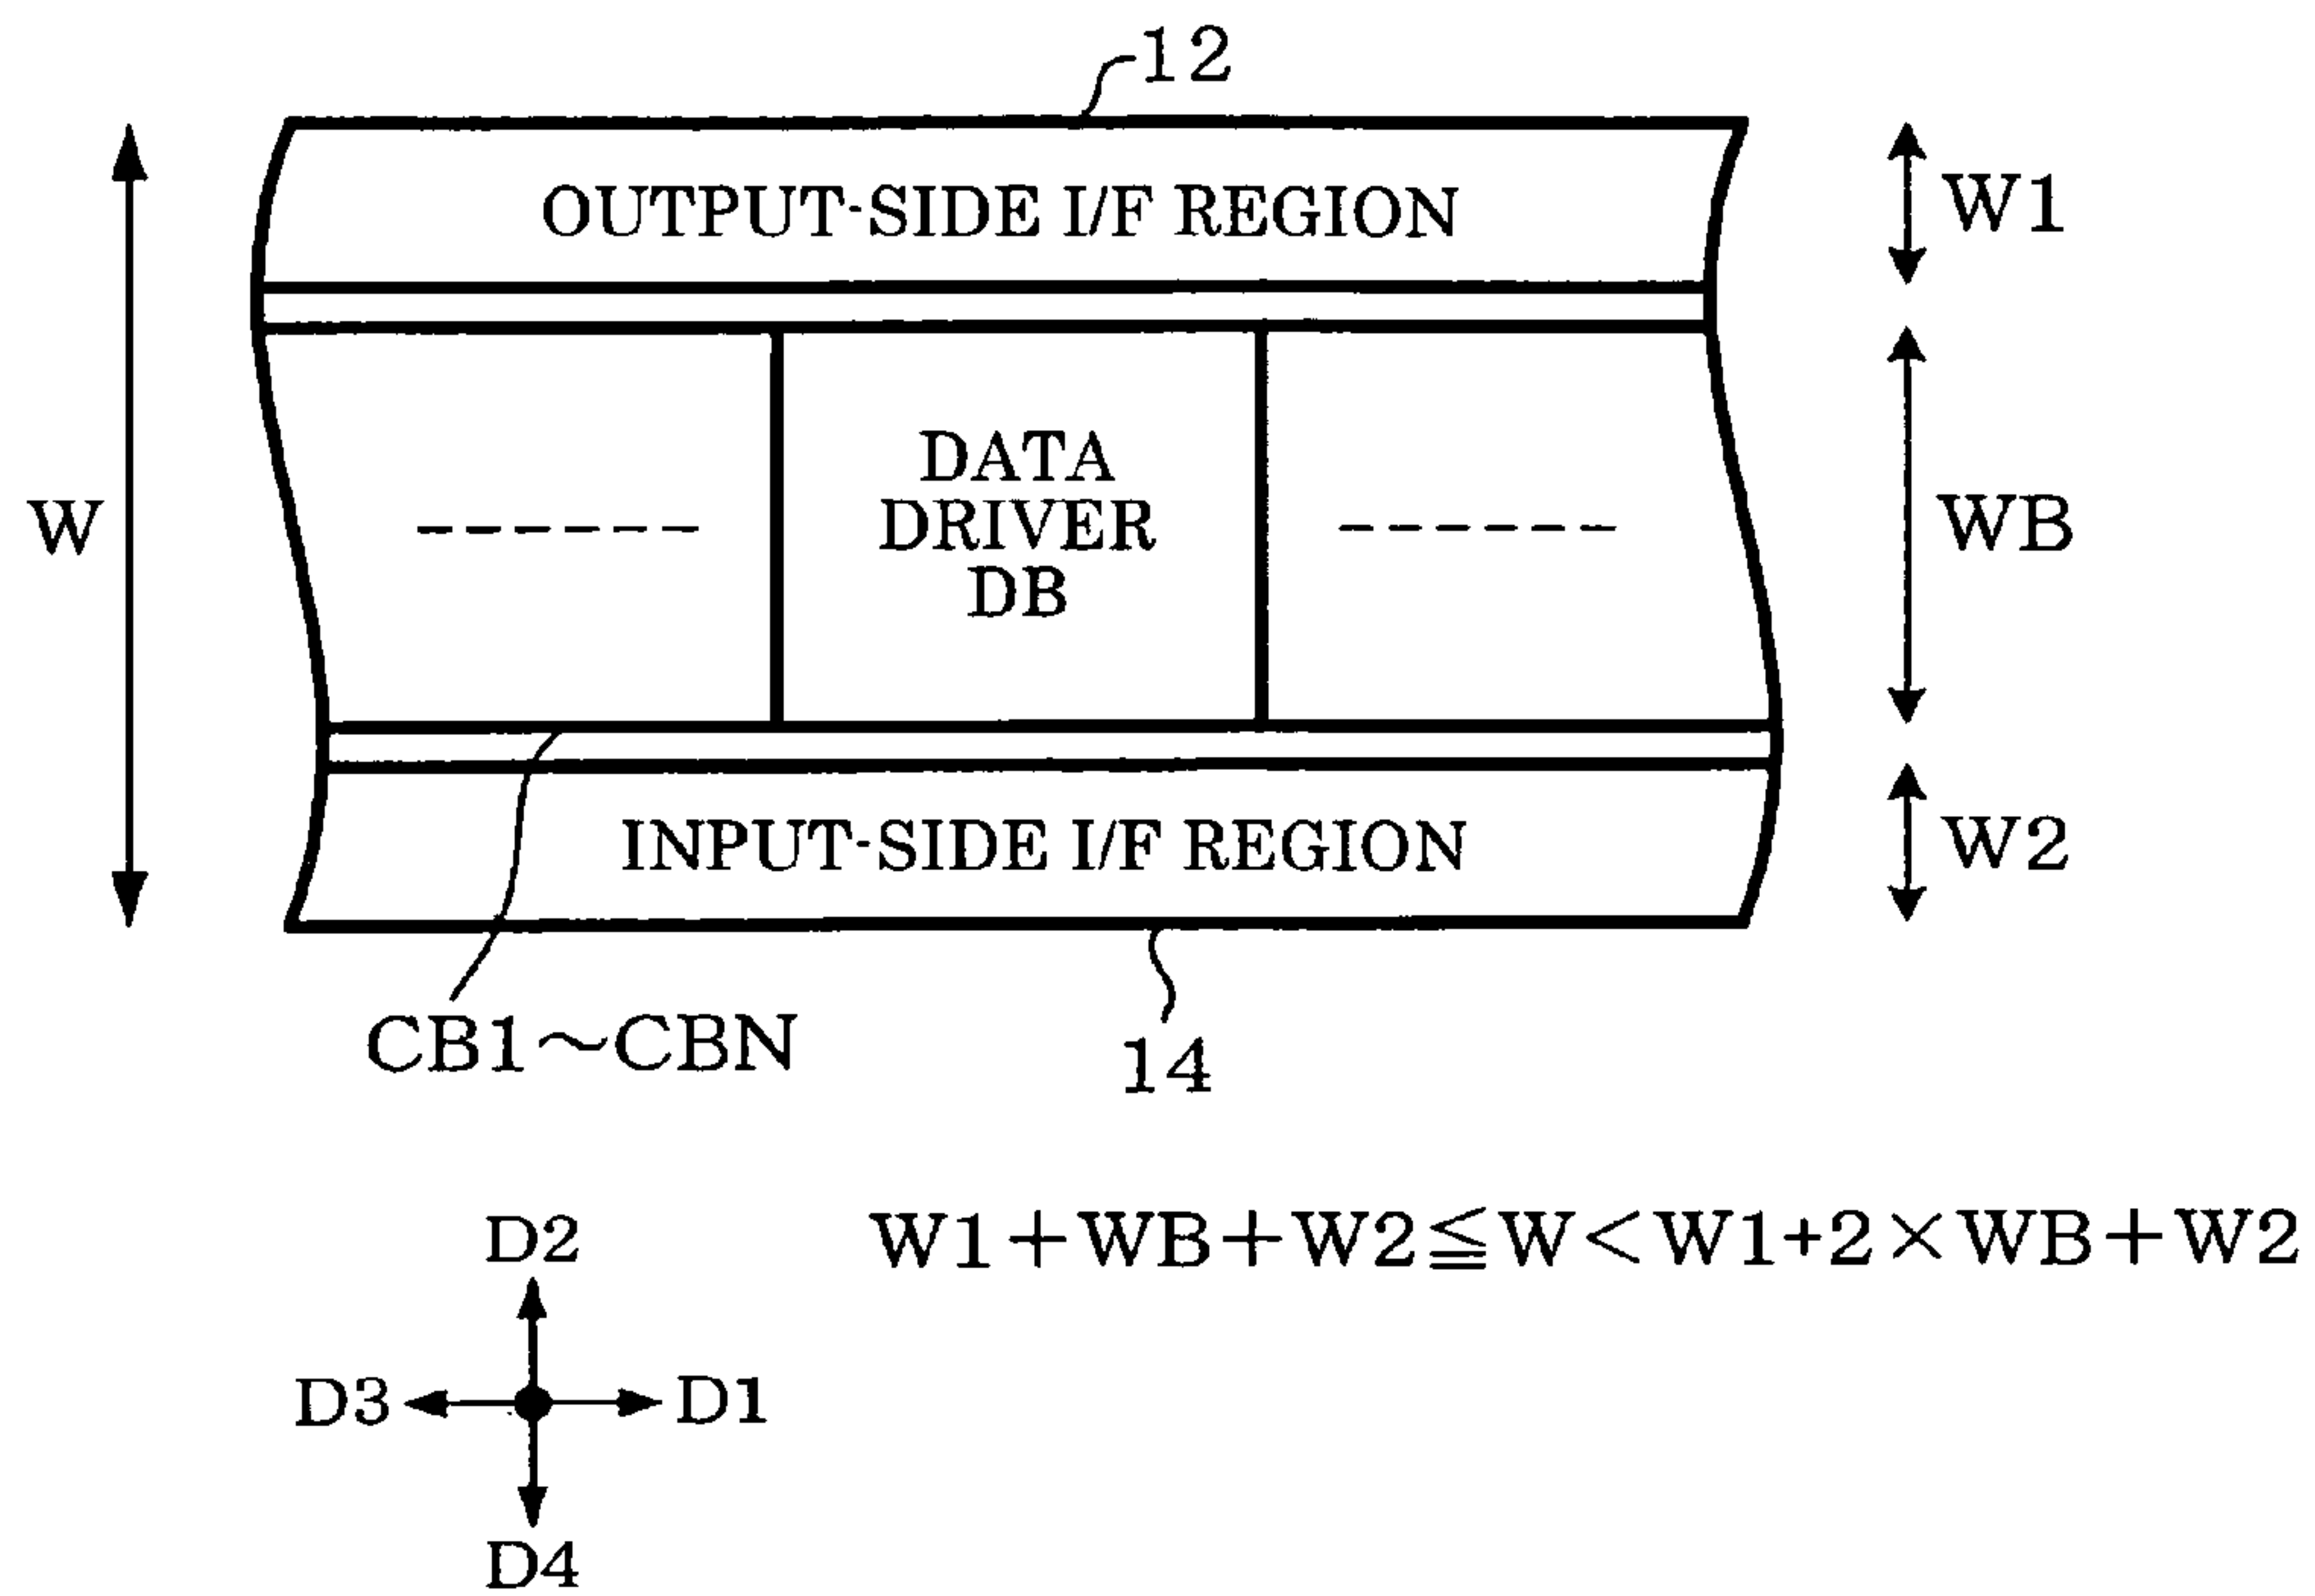 12
OUTPUT-SIDE I/F REGION
W1
W
DATA
DRIVER
DB
WB
INPUT-SIDE I/F REGION
W2
CB1~CBN
14
W1+WB+W2≦W<W1+2×WB+W2
D2
D3
D1
D4